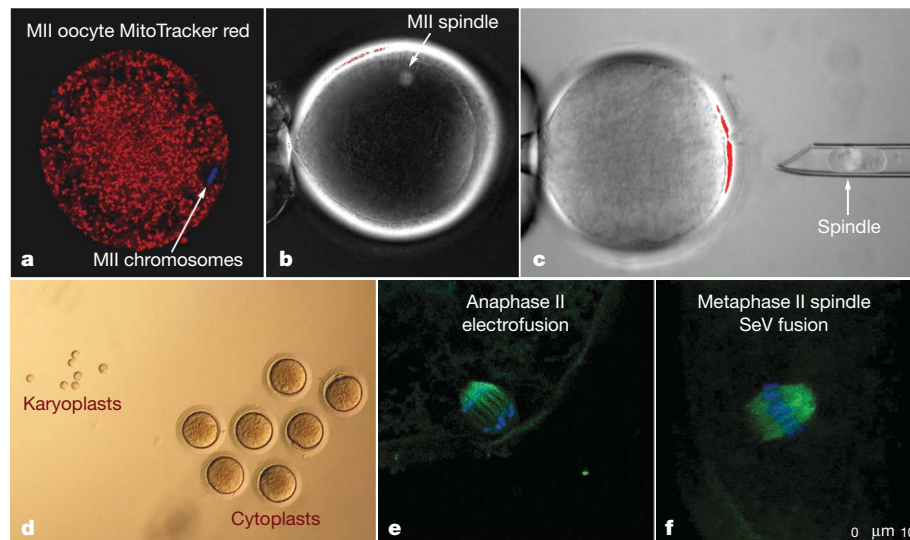 MII oocyte MitoTracker red
MII chromosomes
a
MII spindle
b
Spindle
c
Karyoplasts
Cytoplasts
d
Anaphase II
electrofusion
e
Metaphase II spindle
SeV fusion
0 μm 10
f